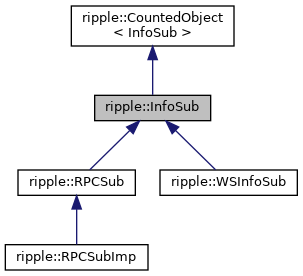 ripple::CountedObject
< InfoSub >
ripple::InfoSub
ripple::RPCSub
ripple::WSInfoSub
ripple::RPCSubImp